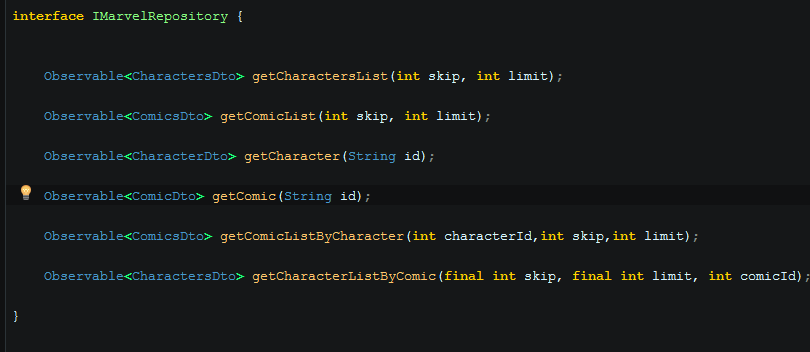 interface IMarvelRepository {
Observable<CharactersDto> getCharactersList(int skip, int limit);
Observable<ComicsDto> getComicList(int skip, int limit);
Observable<CharacterDto> getCharacter(String id);
Observable<ComicDto> getComic(String id);
Observable<ComicsDto> getComicListByCharacter(int characterId,int skip,int limit);
Observable<CharactersDto> getCharacterListByComic(final int skip, final int limit, int comicId);
}